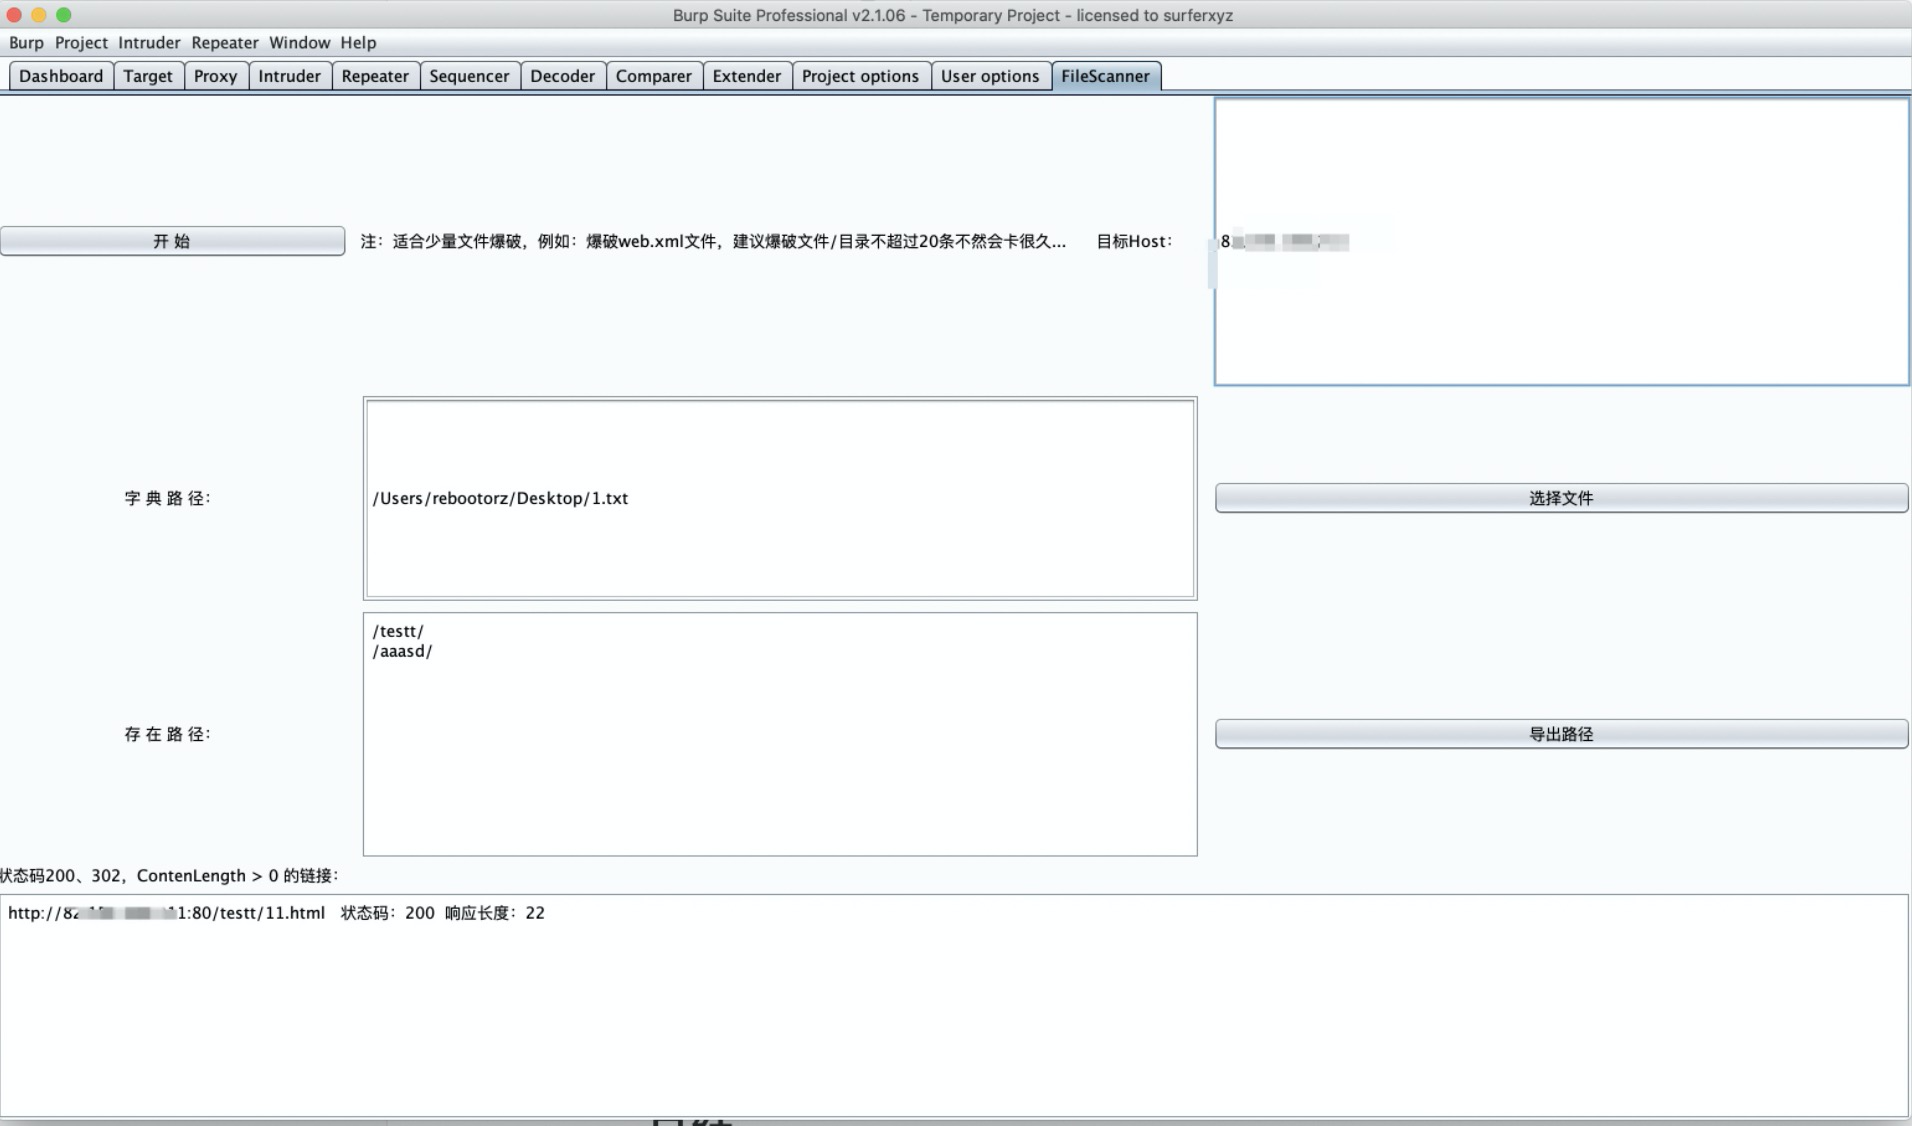 Burp Suite Professional v2.1.06 - Temporary Project - licensed to surferxyz
Burp Project Intruder Repeater Window Help
Dashboard Target Proxy Intruder Repeater Sequencer Decoder Comparer Extender Project options User options FileScanner
开 始 注：适合少量文件爆破，例如：爆破web.xml文件，建议爆破文件/目录不超过20条不然会卡很久... 目标Host： 8
字 典 路 径： /Users/rebootorz/Desktop/1.txt 选择文件
/testt/
/aaasd/
存 在 路 径： 导出路径
状态码200、302，ContenLength > 0 的链接：
http://82 1:80/testt/11.html 状态码：200 响应长度：22